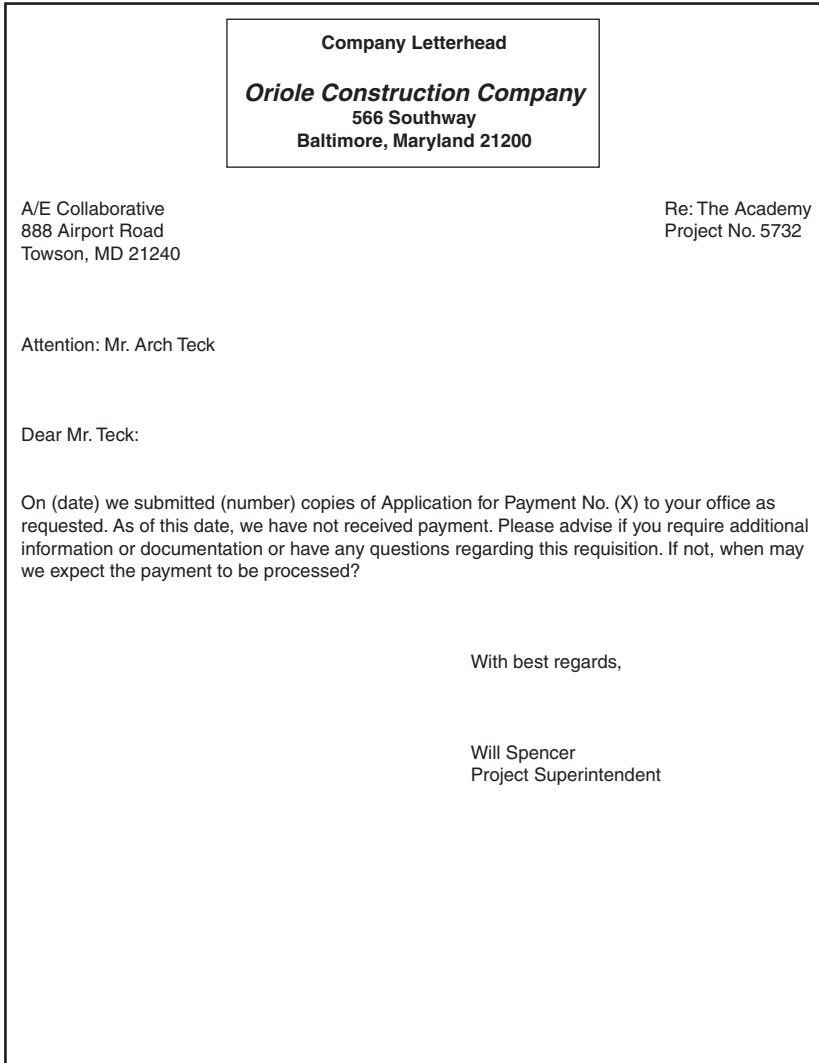 Company Letterhead
Oriole Construction Company
566 Southway
Baltimore, Maryland 21200
A/E Collaborative
888 Airport Road
Towson, MD 21240
Re: The Academy
Project No. 5732
Attention: Mr. Arch Teck
Dear Mr. Teck:
On (date) we submitted (number) copies of Application for Payment No. (X) to your office as
requested. As of this date, we have not received payment. Please advise if you require additional
information or documentation or have any questions regarding this requisition. If not, when may
we expect the payment to be processed?
With best regards,
Will Spencer
Project Superintendent